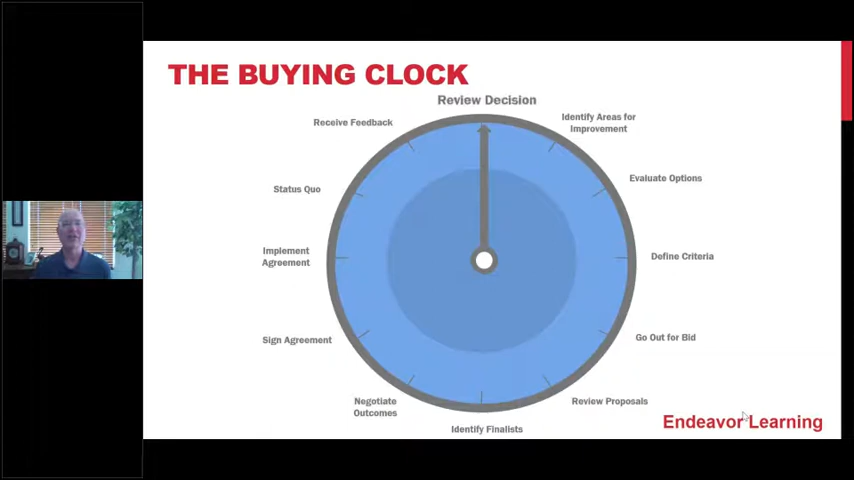 THE BUYING CLOCK
Review Decision
Identify Areas for
Improvement
Evaluate Options
Define Criteria
Go Out for Bid
Review Proposals
Identify Finalists
Negotiate
Outcomes
Sign Agreement
Implement
Agreement
Status Quo
Receive Feedback
Endeavor Learning